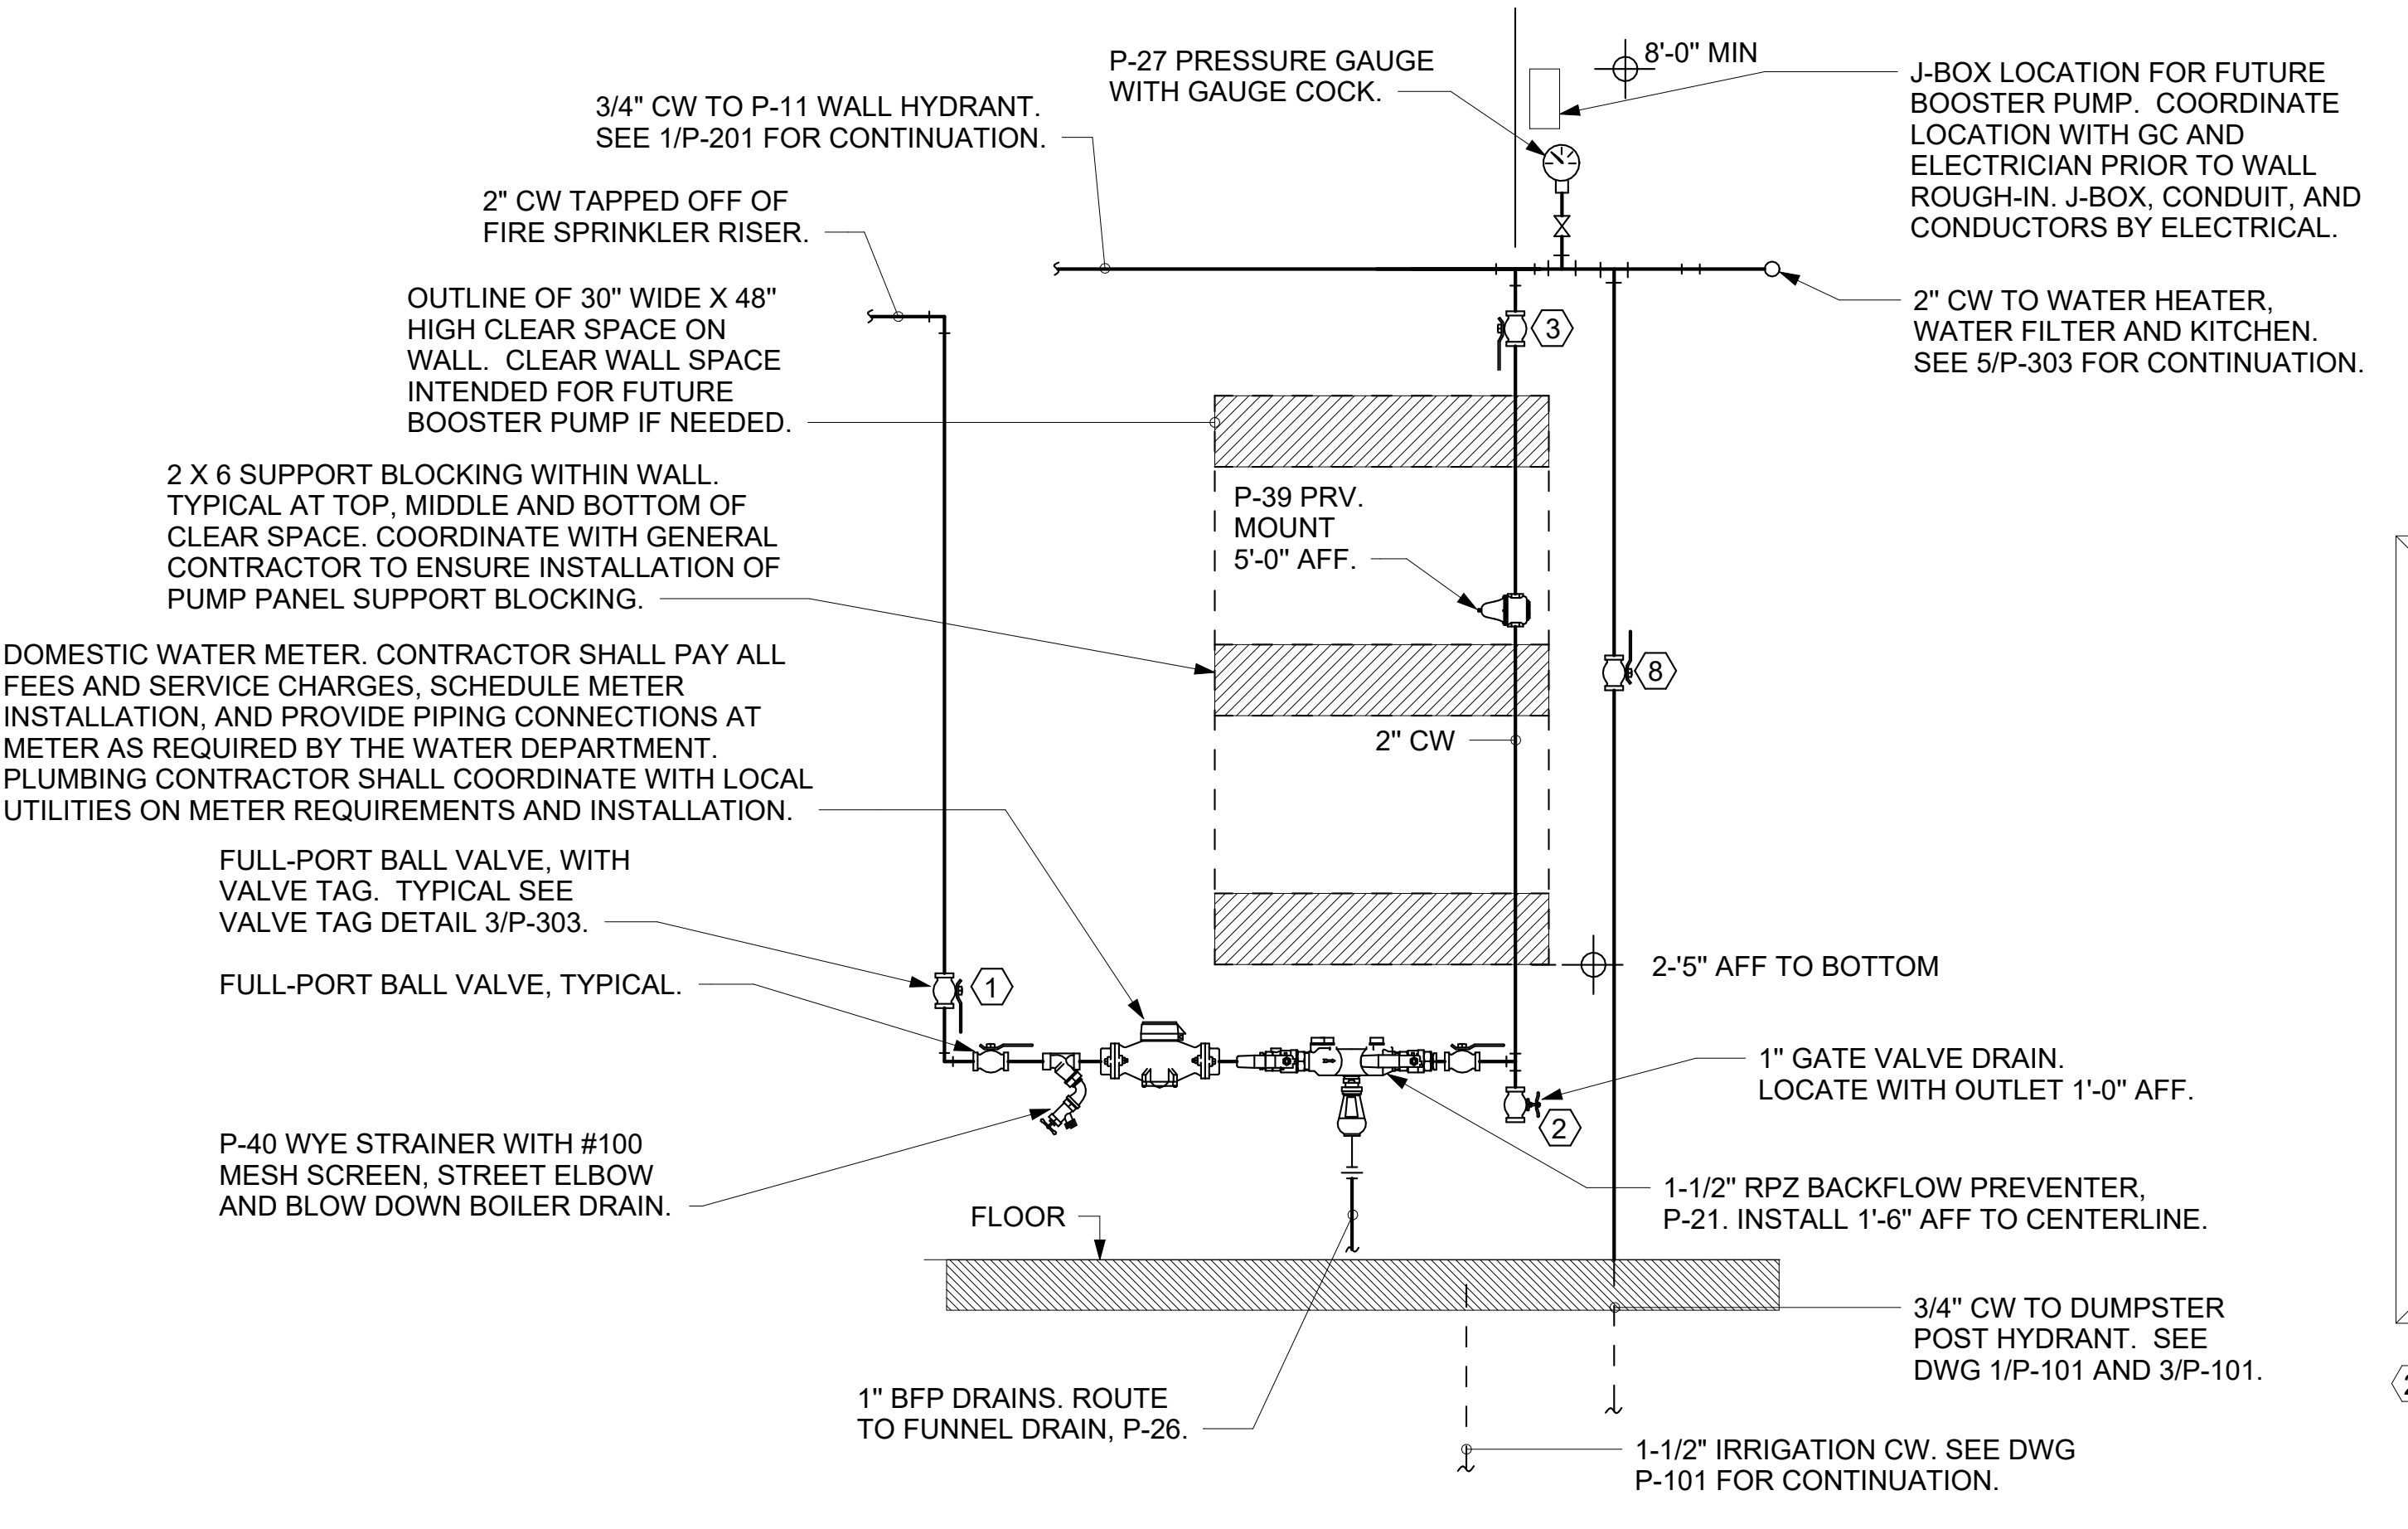 P-27 PRESSURE GAUGE
WITH GAUGE COCK.
8'-0" MIN
J-BOX LOCATION FOR FUTURE
BOOSTER PUMP.  COORDINATE
LOCATION WITH GC AND
ELECTRICIAN PRIOR TO WALL
ROUGH-IN. J-BOX, CONDUIT, AND
CONDUCTORS BY ELECTRICAL.
3/4" CW TO P-11 WALL HYDRANT.
SEE 1/P-201 FOR CONTINUATION.
2" CW TAPPED OFF OF
FIRE SPRINKLER RISER.
OUTLINE OF 30" WIDE X 48"
HIGH CLEAR SPACE ON
WALL.  CLEAR WALL SPACE
INTENDED FOR FUTURE
BOOSTER PUMP IF NEEDED.
3
2" CW TO WATER HEATER,
WATER FILTER AND KITCHEN.
SEE 5/P-303 FOR CONTINUATION.
2 X 6 SUPPORT BLOCKING WITHIN WALL.
TYPICAL AT TOP, MIDDLE AND BOTTOM OF
CLEAR SPACE. COORDINATE WITH GENERAL
CONTRACTOR TO ENSURE INSTALLATION OF
PUMP PANEL SUPPORT BLOCKING.
P-39 PRV.
MOUNT
5'-0" AFF.
8
DOMESTIC WATER METER. CONTRACTOR SHALL PAY ALL
FEES AND SERVICE CHARGES, SCHEDULE METER
INSTALLATION, AND PROVIDE PIPING CONNECTIONS AT
METER AS REQUIRED BY THE WATER DEPARTMENT.
PLUMBING CONTRACTOR SHALL COORDINATE WITH LOCAL
UTILITIES ON METER REQUIREMENTS AND INSTALLATION.
2" CW
FULL-PORT BALL VALVE, WITH
VALVE TAG.  TYPICAL SEE
VALVE TAG DETAIL 3/P-303.
FULL-PORT BALL VALVE, TYPICAL.
1
2-'5" AFF TO BOTTOM
1" GATE VALVE DRAIN.
LOCATE WITH OUTLET 1'-0" AFF.
2
P-40 WYE STRAINER WITH #100
MESH SCREEN, STREET ELBOW
AND BLOW DOWN BOILER DRAIN.
1-1/2" RPZ BACKFLOW PREVENTER,
P-21. INSTALL 1'-6" AFF TO CENTERLINE.
FLOOR
3/4" CW TO DUMPSTER
POST HYDRANT.  SEE
DWG 1/P-101 AND 3/P-101.
1" BFP DRAINS. ROUTE
TO FUNNEL DRAIN, P-26.
1-1/2" IRRIGATION CW. SEE DWG
P-101 FOR CONTINUATION.